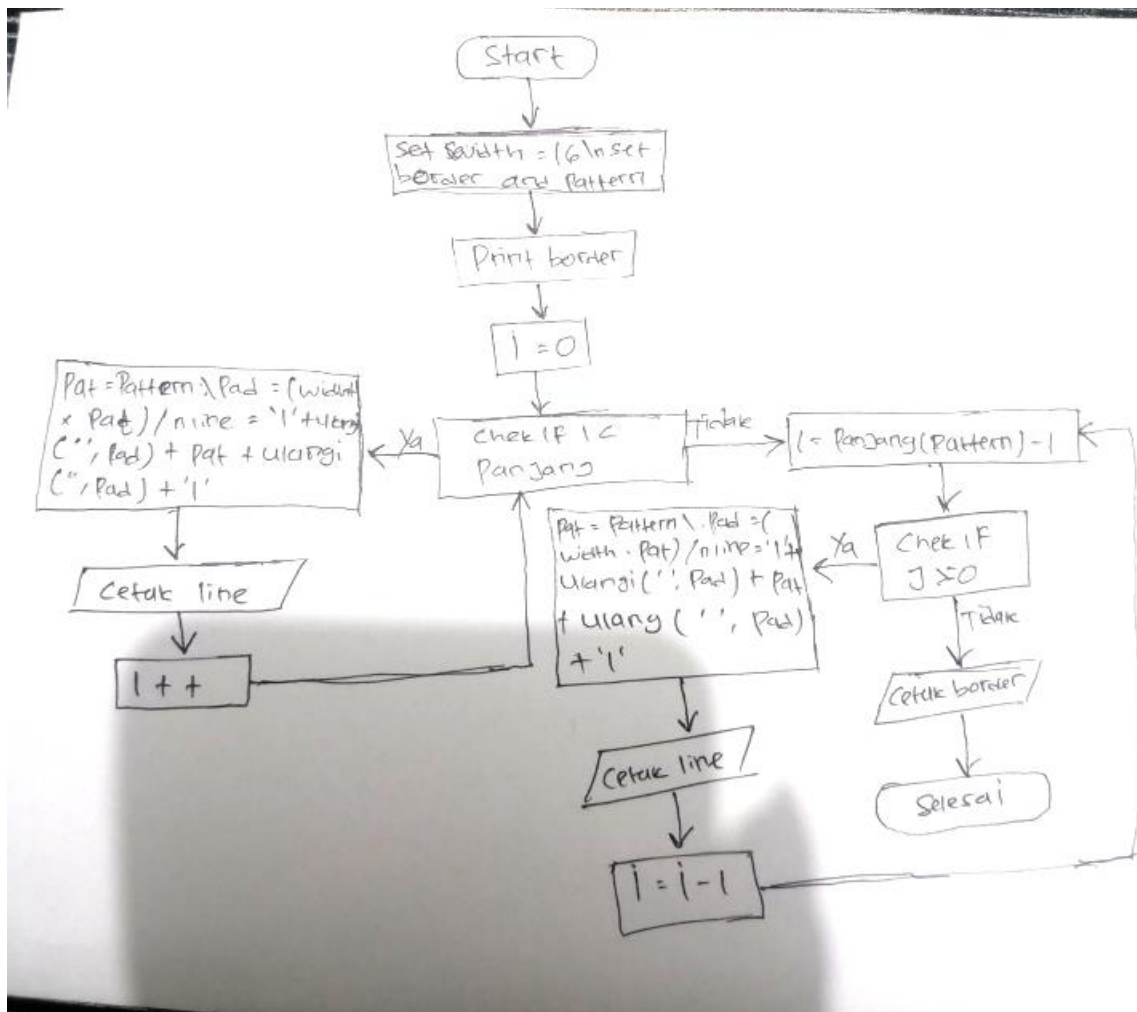 Start
Set $width = 16 \n set
border and Pattern
Print border
i = 0
Chek if i <
Panjang
Ya
Tidak
Pat = Pattern \ Pad = (width
x Pat) / nline = '|' + ulangi
(' ', Pad) + Pat + ulangi
(' ', Pad) + '|'
Cetak line
i + +
i = Panjang (Pattern) - 1
Chek if
J >= 0
Ya
Tidak
Pat = Pattern \ . Pad = (
width . Pat) / nline = '|' +
ulangi (' ', Pad) + Pat
+ ulang ( ' ', Pad)
+ '|'
Cetak line
i = i - 1
Cetak border
Selesai